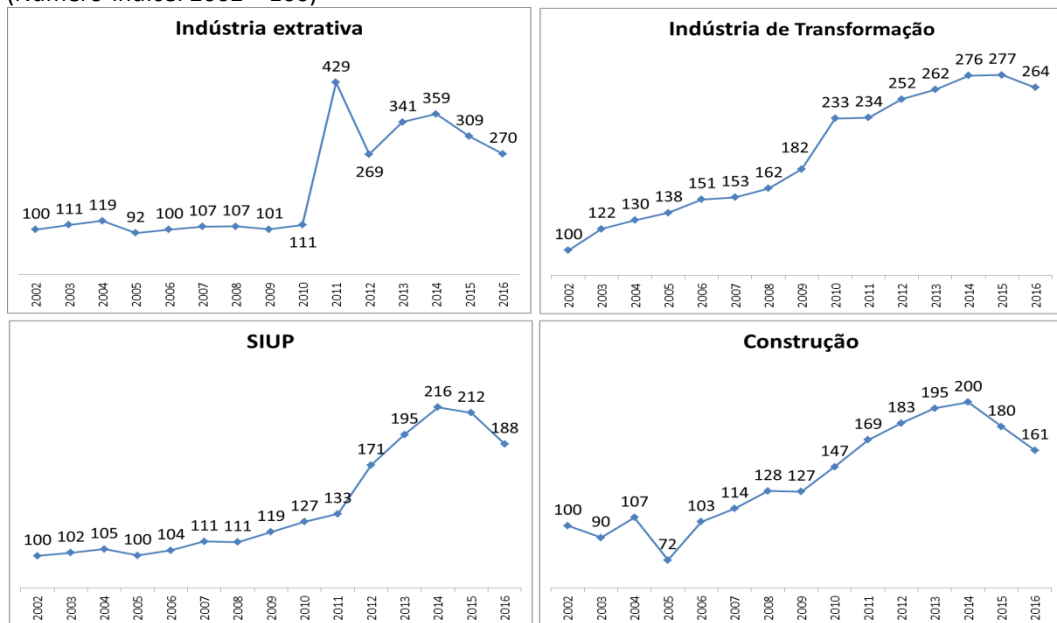 (Número-índice: 2002 = 100)
Indústria extrativa
100 111 119 92 100 107 107 101 111 429 269 341 359 309 270
2002 2003 2004 2005 2006 2007 2008 2009 2010 2011 2012 2013 2014 2015 2016
Indústria de Transformação
100 122 130 138 151 153 162 182 233 234 252 262 276 277 264
2002 2003 2004 2005 2006 2007 2008 2009 2010 2011 2012 2013 2014 2015 2016
SIUP
100 102 105 100 104 111 111 119 127 133 171 195 216 212 188
2002 2003 2004 2005 2006 2007 2008 2009 2010 2011 2012 2013 2014 2015 2016
Construção
100 90 107 72 103 114 128 127 147 169 183 195 200 180 161
2002 2003 2004 2005 2006 2007 2008 2009 2010 2011 2012 2013 2014 2015 2016